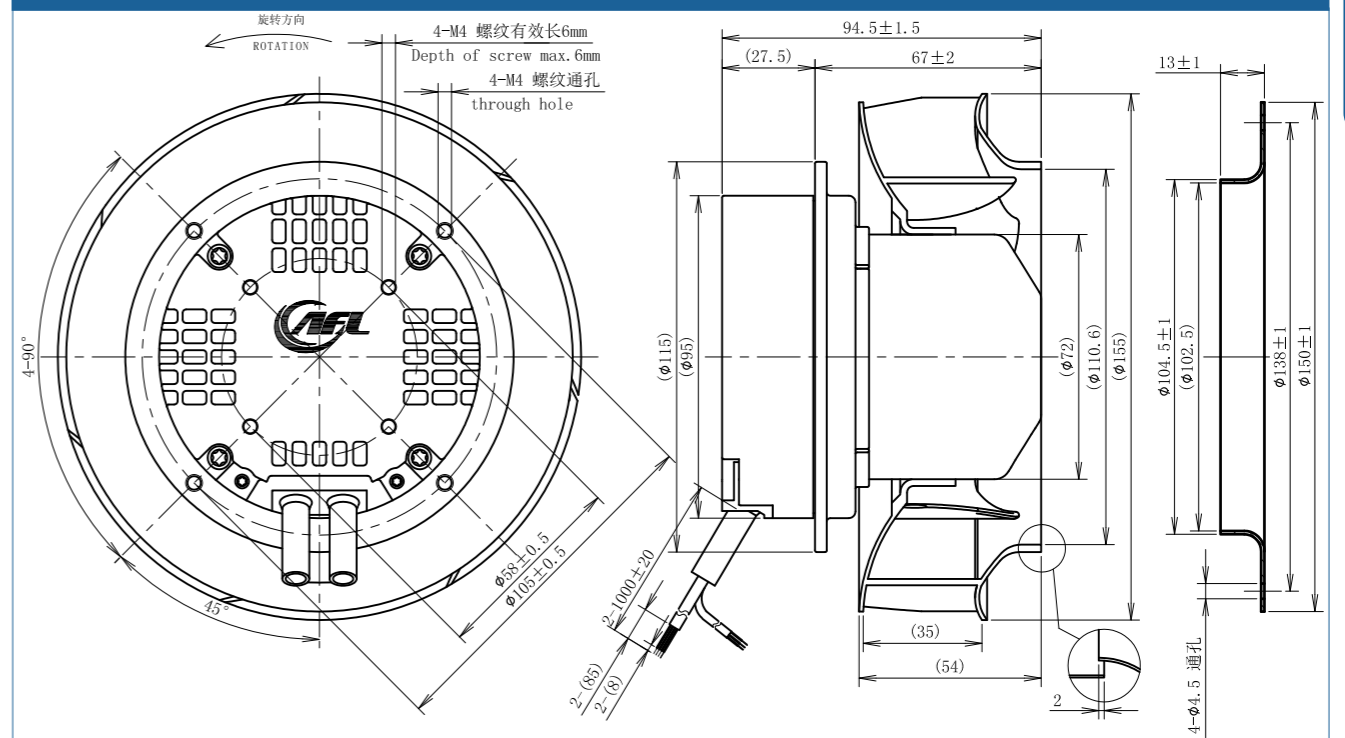 旋转方向
ROTATION
4-M4 螺纹有效长6mm
Depth of screw max.6mm
4-M4 螺纹通孔
through hole
4-90°
45°
AFL
ϕ58±0.5
ϕ105±0.5
94.5±1.5
(27.5)
67±2
(ϕ115)
(ϕ95)
(ϕ72)
(ϕ110.6)
(ϕ155)
2-1000±20
2-(85)
2-(8)
(35)
(54)
2
13±1
ϕ104.5±1
(ϕ102.5)
ϕ138±1
ϕ150±1
4-ϕ4.5 通孔